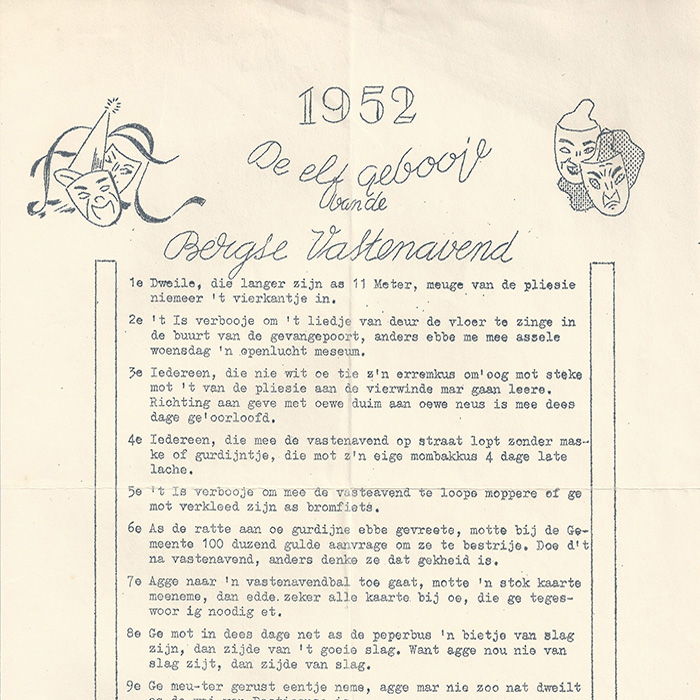 1952
De elf gebooje
van de
Bergse Vastenavend
1e Dweile, die langer zijn as 11 Meter, meuge van de pliesie
niemeer 't vierkantje in.
2e 't Is verbooje om 't liedje van deur de vloer te zinge in
de buurt van de gevangepoort, anders ebbe me mee assele
woensdag 'n openlucht meseum.
3e Iedereen, die nie wit oe tie z'n erremkus om'oog mot steke
mot 't van de pliesie aan de vierwinde mar gaan leere.
Richting aan geve met oewe duim aan oewe neus is mee dees
dage ge'oorloofd.
4e Iedereen, die mee de vastenavend op straat lopt zonder mas-
ke of gurdijntje, die mot z'n eige mombakkus 4 dage late
lache.
5e 't Is verbooje om mee de vasteavend te loope moppere of ge
mot verkleed zijn as bromfiets.
6e As de ratte aan oe gurdijne ebbe gevreete, motte bij de Ge-
meente 100 duzend gulde aanvrage om ze te bestrije. Doe d't
na vastenavend, anders denke ze dat gekheid is.
7e Agge naar 'n vastenavendbal toe gaat, motte 'n stok kaarte
meeneme, dan edde zeker alle kaarte bij oe, die ge teges-
woor ig noodig et.
8e Ge mot in dees dage net as de peperbus 'n bietje van slag
zijn, dan zijde van 't goeie slag. Want agge nou nie van
slag zijt, dan zijde van slag.
9e Ge meu-ter gerust eentje neme, agge mar nie zoo nat dweilt